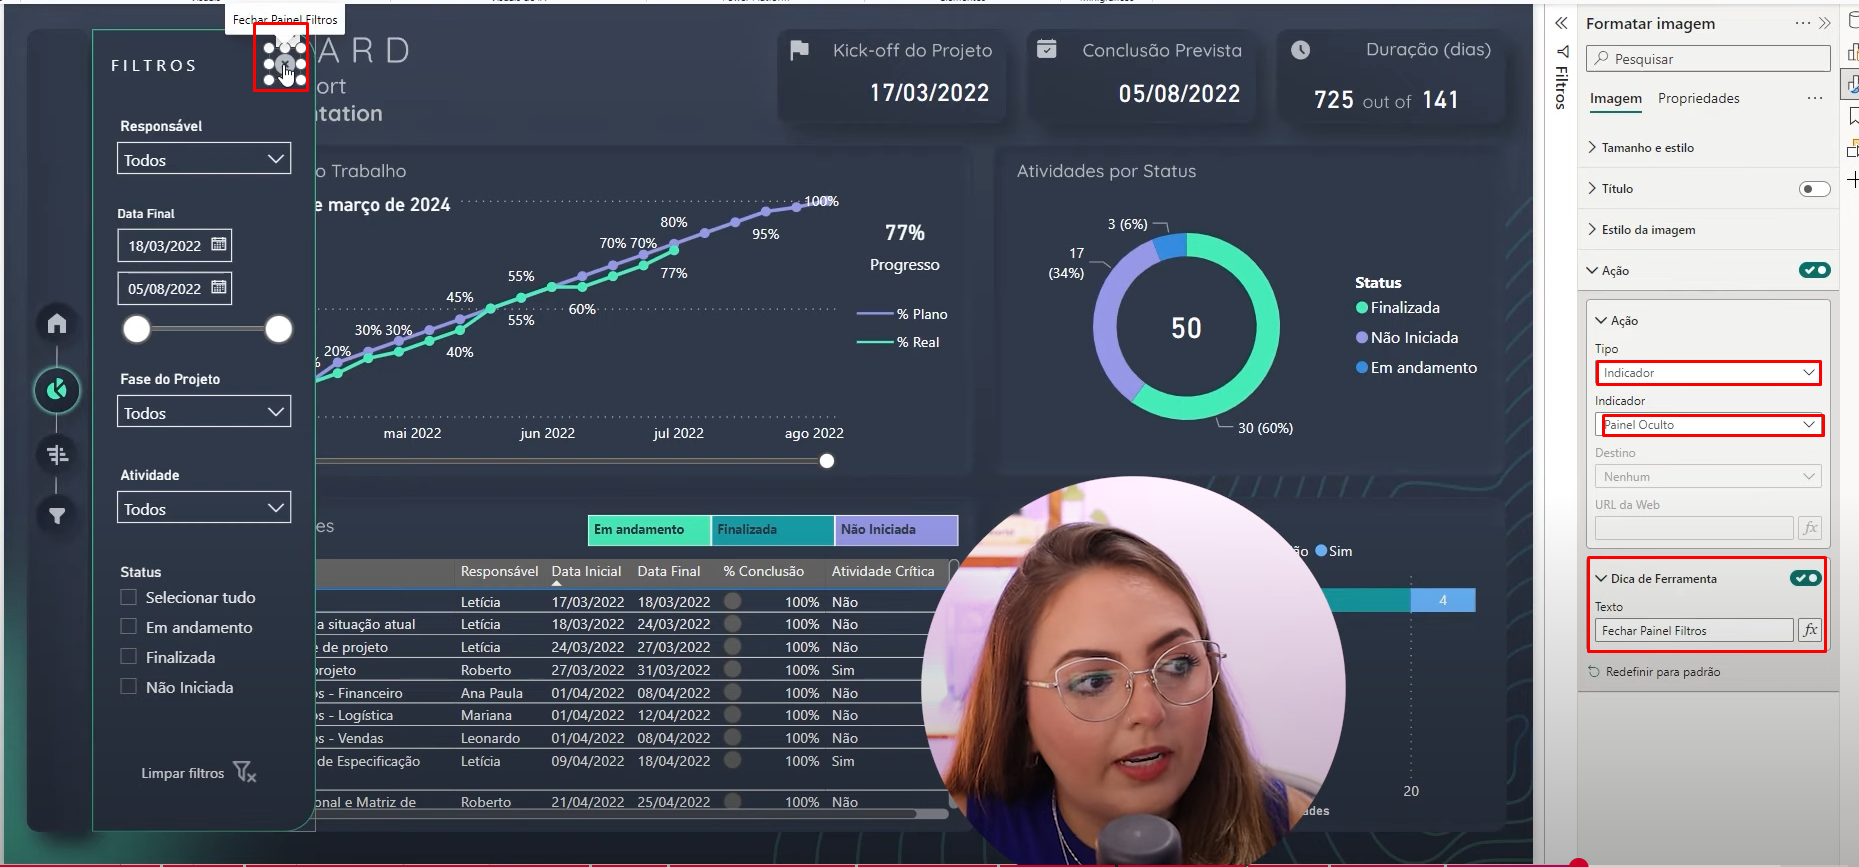 Fechar Painel Filtros
FILTROS
ARD
ort
tation
Responsável
Todos
Data Final
18/03/2022
05/08/2022
Fase do Projeto
Todos
Atividade
Todos
Status
Selecionar tudo
Em andamento
Finalizada
Não Iniciada
Limpar filtros
Kick-off do Projeto
17/03/2022
Conclusão Prevista
05/08/2022
Duração (dias)
725 out of 141
o Trabalho
e março de 2024
100%
80%
95%
70% 70%
77%
55%
60%
45%
55%
30% 30%
40%
20%
%
mai 2022 jun 2022 jul 2022 ago 2022
77%
Progresso
% Plano
% Real
Atividades por Status
3 (6%)
17
(34%)
50
30 (60%)
Status
Finalizada
Não Iniciada
Em andamento
es
Em andamento Finalizada Não Iniciada
Responsável Data Inicial Data Final % Conclusão Atividade Crítica
Letícia 17/03/2022 18/03/2022 100% Não
a situação atual Letícia 18/03/2022 24/03/2022 100% Não
e de projeto Letícia 24/03/2022 27/03/2022 100% Não
projeto Roberto 27/03/2022 31/03/2022 100% Sim
os - Financeiro Ana Paula 01/04/2022 08/04/2022 100% Não
os - Logística Mariana 01/04/2022 12/04/2022 100% Não
os - Vendas Leonardo 01/04/2022 08/04/2022 100% Não
de Especificação Letícia 09/04/2022 18/04/2022 100% Sim
onal e Matriz de Roberto 21/04/2022 25/04/2022 100% Não
ão Sim
4
20
ades
Filtros
Formatar imagem
Pesquisar
Imagem Propriedades
Tamanho e estilo
Título
Estilo da imagem
Ação
Ação
Tipo
Indicador
Indicador
Painel Oculto
Destino
Nenhum
URL da Web
fx
Dica de Ferramenta
Texto
Fechar Painel Filtros
fx
Redefinir para padrão